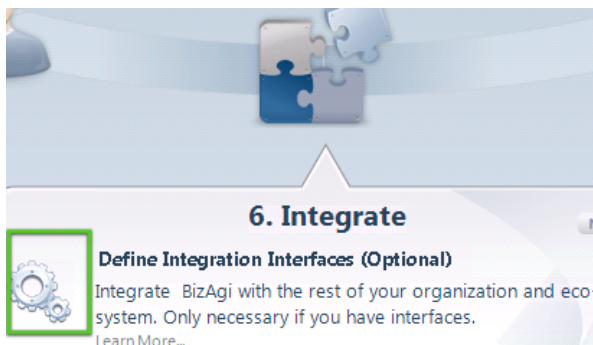 6. Integrate
Define Integration Interfaces (Optional)
Integrate BizAgi with the rest of your organization and eco-
system. Only necessary if you have interfaces.
Learn More...